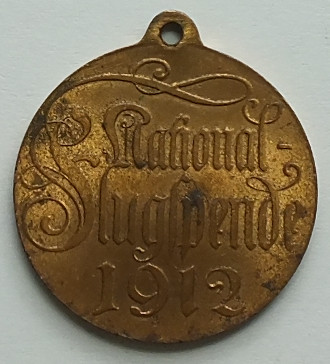 National-
Flugspende
1912